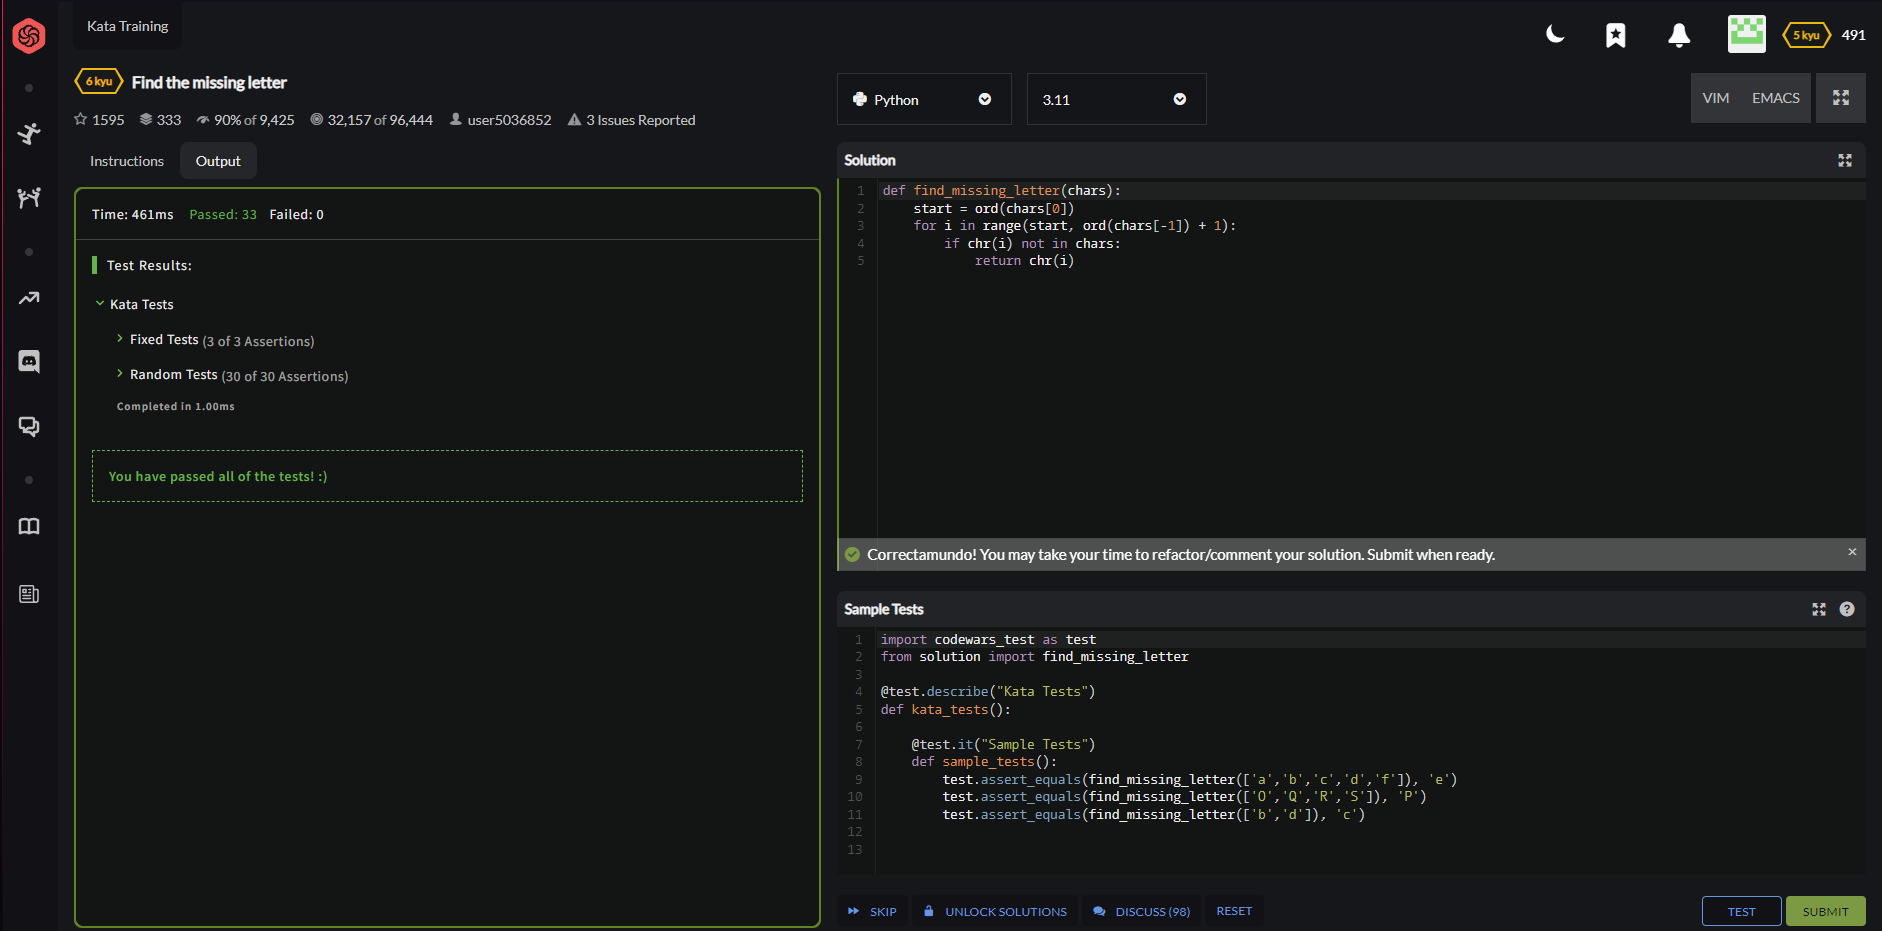 Kata Training
5 kyu 491
6 kyu Find the missing letter
1595 333 90% of 9,425 32,157 of 96,444 user5036852 3 Issues Reported
Instructions Output
Time: 461ms Passed: 33 Failed: 0
Test Results:
Kata Tests
Fixed Tests (3 of 3 Assertions)
Random Tests (30 of 30 Assertions)
Completed in 1.00ms
You have passed all of the tests! :)
Python 3.11 VIM EMACS
Solution
1 def find_missing_letter(chars):
2     start = ord(chars[0])
3     for i in range(start, ord(chars[-1]) + 1):
4         if chr(i) not in chars:
5             return chr(i)
Correctamundo! You may take your time to refactor/comment your solution. Submit when ready. ×
Sample Tests ?
1 import codewars_test as test
2 from solution import find_missing_letter
3
4 @test.describe("Kata Tests")
5 def kata_tests():
6
7     @test.it("Sample Tests")
8     def sample_tests():
9         test.assert_equals(find_missing_letter(['a','b','c','d','f']), 'e')
10         test.assert_equals(find_missing_letter(['O','Q','R','S']), 'P')
11         test.assert_equals(find_missing_letter(['b','d']), 'c')
12
13
SKIP UNLOCK SOLUTIONS DISCUSS (98) RESET TEST SUBMIT